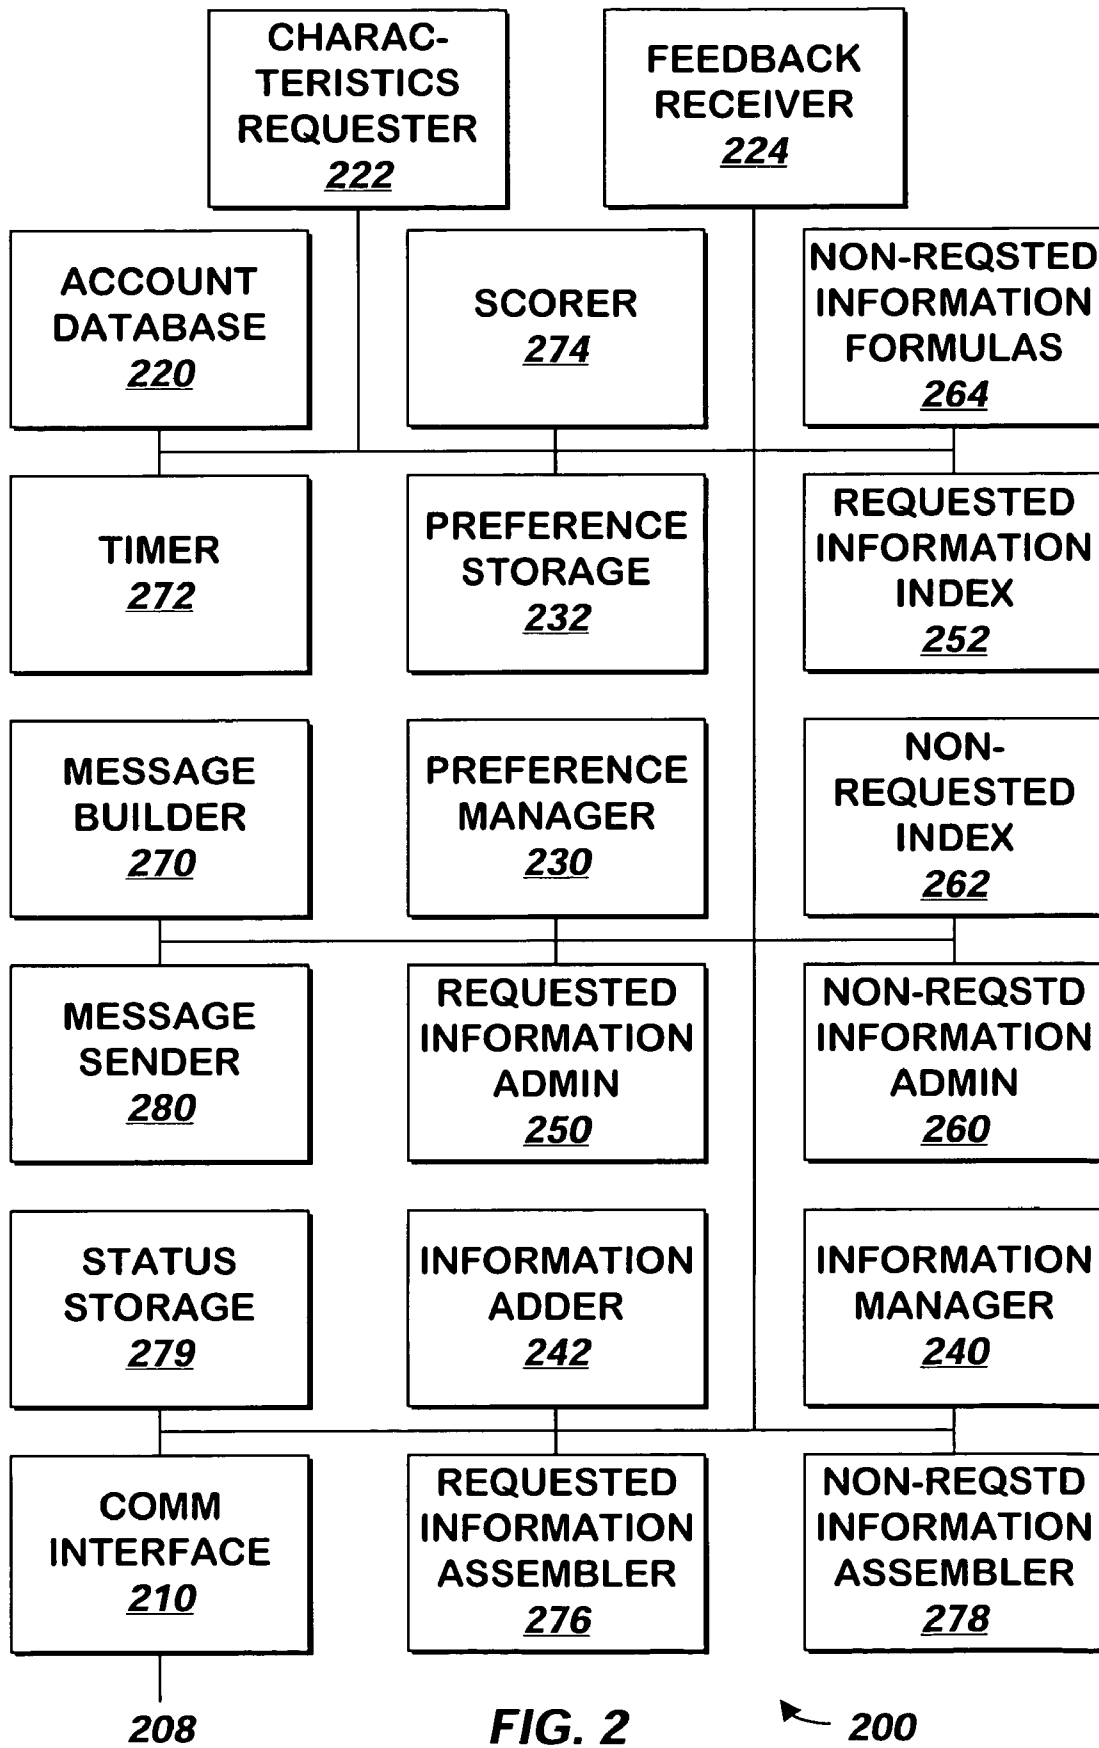 CHARAC-
TERISTICS
REQUESTER
222
FEEDBACK
RECEIVER
224
ACCOUNT
DATABASE
220
SCORER
274
NON-REQSTED
INFORMATION
FORMULAS
264
TIMER
272
PREFERENCE
STORAGE
232
REQUESTED
INFORMATION
INDEX
252
MESSAGE
BUILDER
270
PREFERENCE
MANAGER
230
NON-
REQUESTED
INDEX
262
MESSAGE
SENDER
280
REQUESTED
INFORMATION
ADMIN
250
NON-REQSTD
INFORMATION
ADMIN
260
STATUS
STORAGE
279
INFORMATION
ADDER
242
INFORMATION
MANAGER
240
COMM
INTERFACE
210
REQUESTED
INFORMATION
ASSEMBLER
276
NON-REQSTD
INFORMATION
ASSEMBLER
278
208
FIG. 2
200